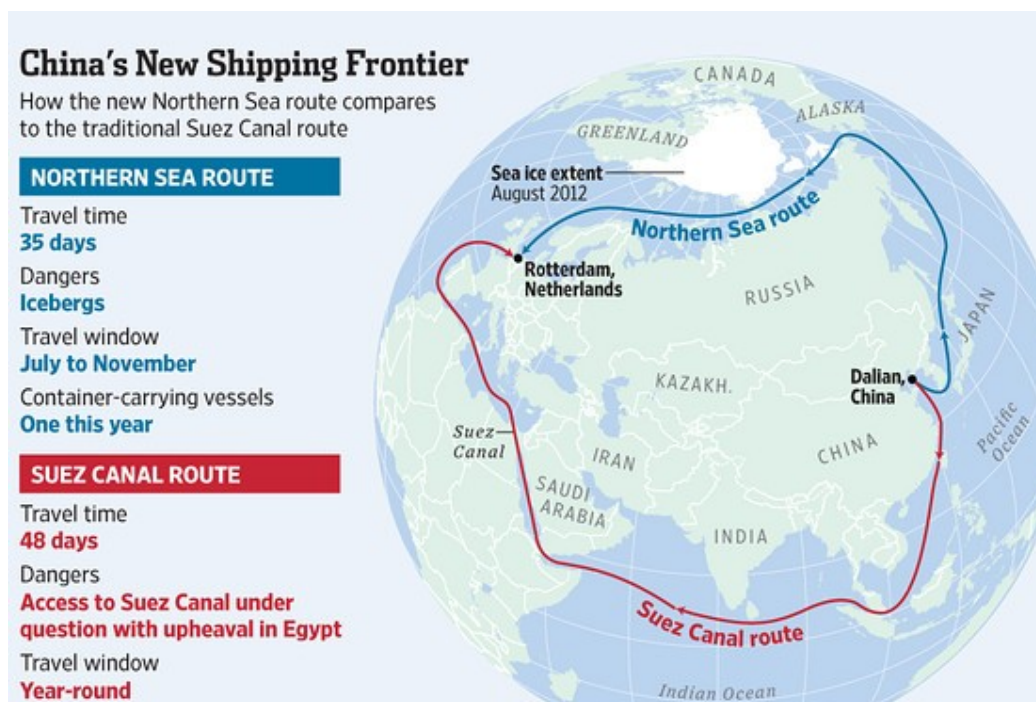 China's New Shipping Frontier
How the new Northern Sea route compares
to the traditional Suez Canal route
NORTHERN SEA ROUTE
Travel time
35 days
Dangers
Icebergs
Travel window
July to November
Container-carrying vessels
One this year
SUEZ CANAL ROUTE
Travel time
48 days
Dangers
Access to Suez Canal under
question with upheaval in Egypt
Travel window
Year-round
CANADA
ALASKA
GREENLAND
Sea ice extent
August 2012
Northern Sea route
Rotterdam,
Netherlands
RUSSIA
JAPAN
KAZAKH.
Dalian,
China
Pacific
Ocean
Suez
Canal
IRAN
CHINA
SAUDI
ARABIA
INDIA
Suez Canal route
Indian Ocean